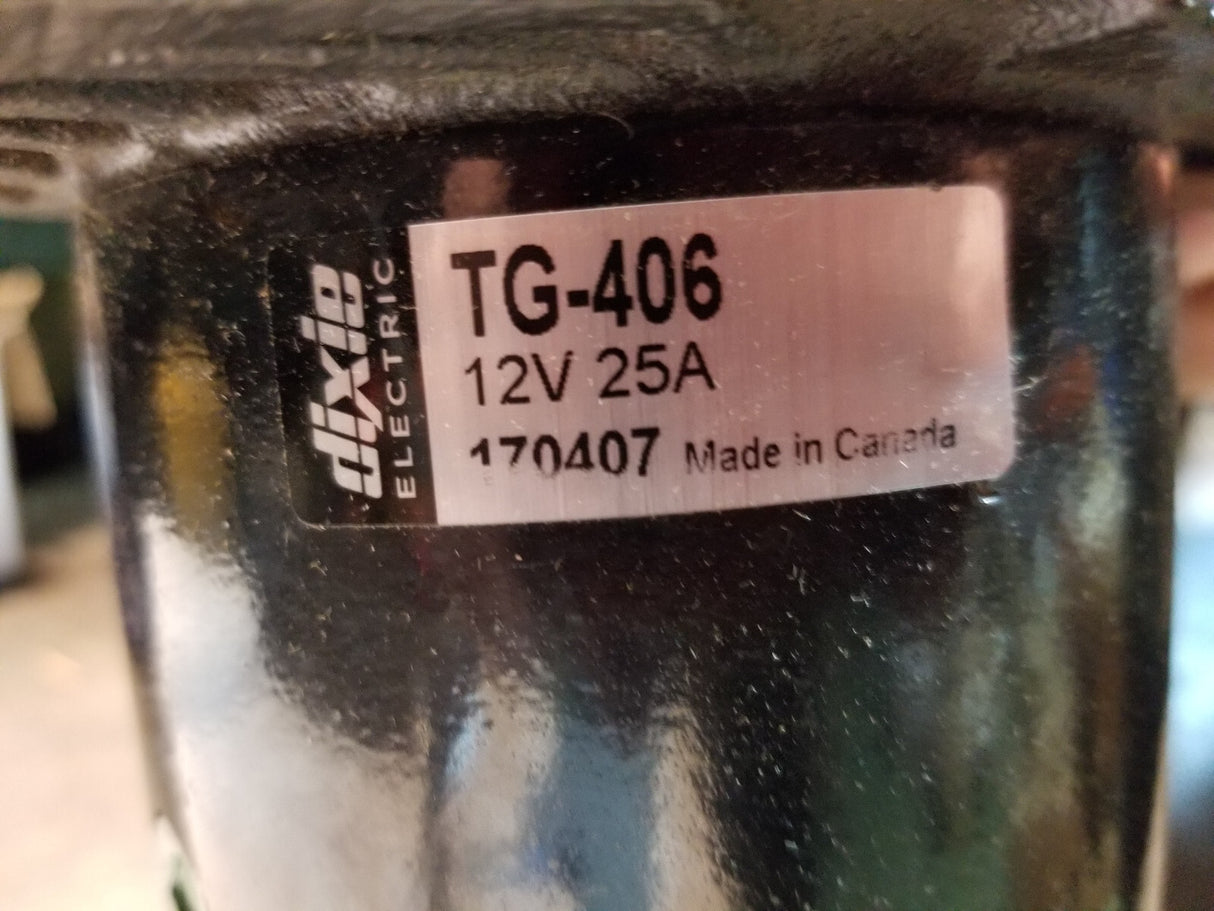 dixie
ELECTRIC
TG-406
12V 25A
170407 Made in Canada